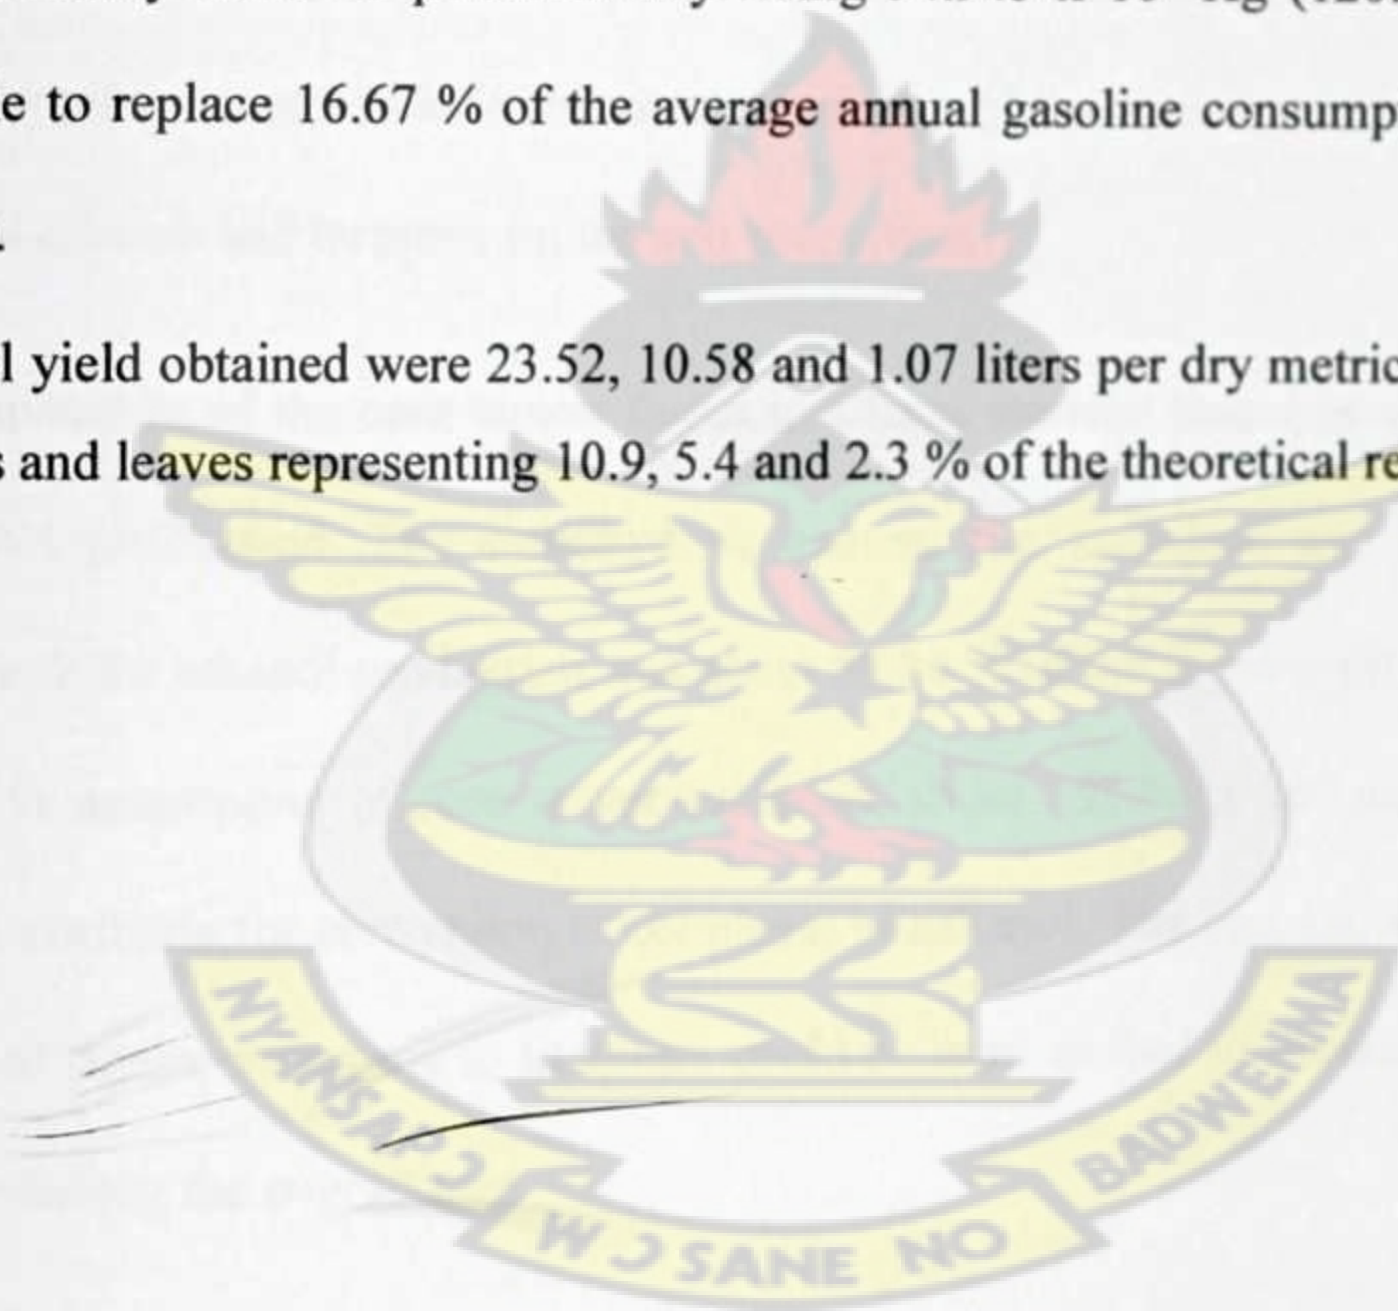 e to replace 16.67 % of the average annual gasoline consump
.
l yield obtained were 23.52, 10.58 and 1.07 liters per dry metric
s and leaves representing 10.9, 5.4 and 2.3 % of the theoretical re
NYANSAPƆ
WƆSANE NO
BADWENMA